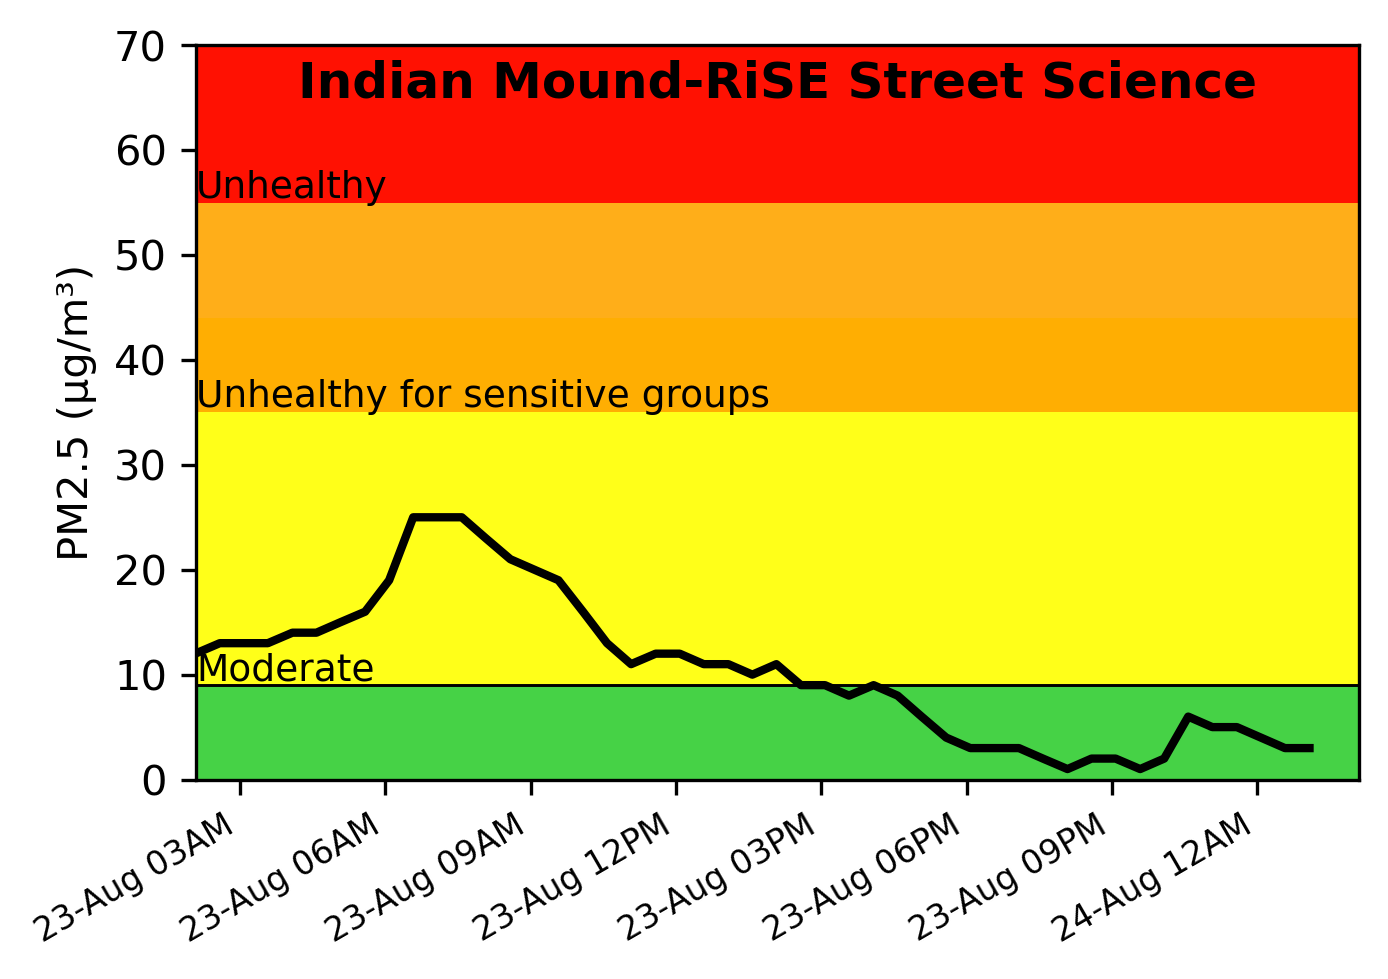 Indian Mound-RiSE Street Science
PM2.5 (µg/m³)
70
60
50
40
30
20
10
0
Unhealthy
Unhealthy for sensitive groups
Moderate
23-Aug 03AM
23-Aug 06AM
23-Aug 09AM
23-Aug 12PM
23-Aug 03PM
23-Aug 06PM
23-Aug 09PM
24-Aug 12AM